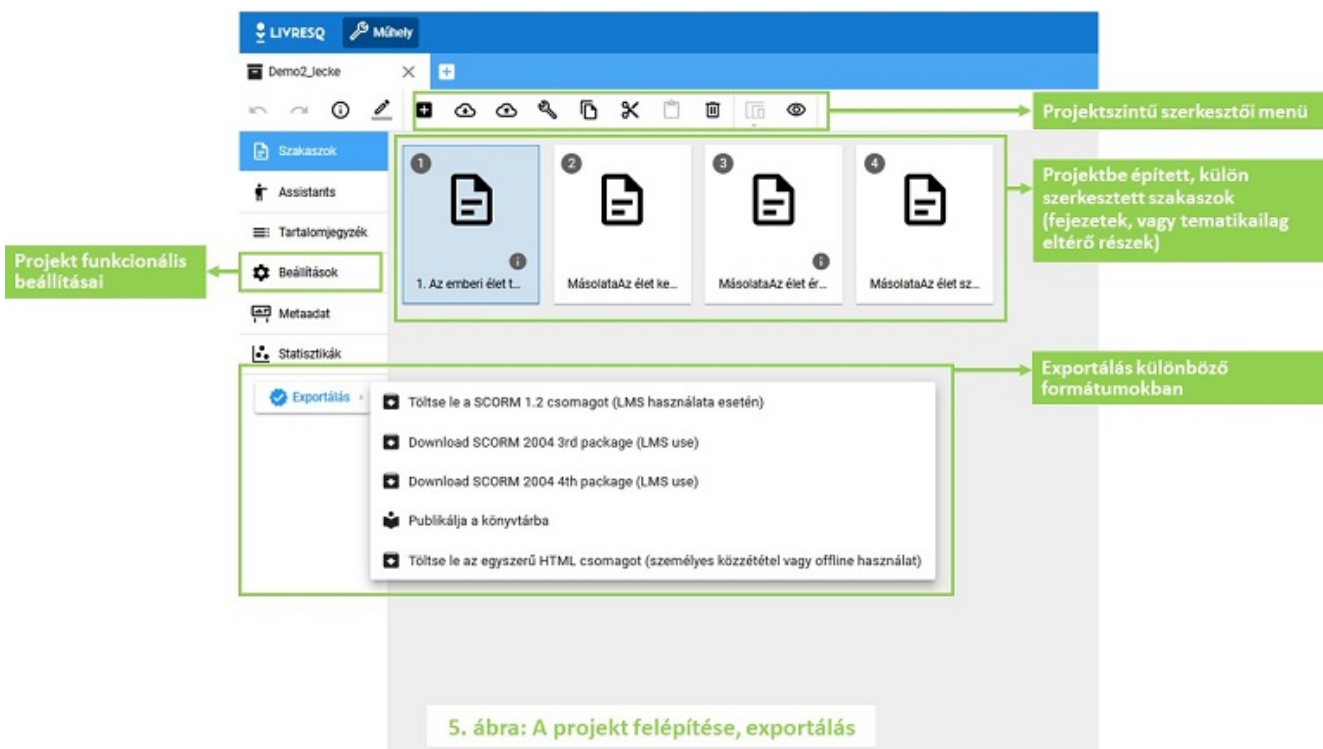 LIVRESQ
Műhely
Demo2_lecke
Projektszintű szerkesztői menü
Szakaszok
Assistants
Tartalomjegyzék
Beállítások
Metaadat
Statisztikák
Projekt funkcionális
beállításai
1
2
3
4
1. Az emberi élet t...
MásolataAz élet ke...
MásolataAz élet ér...
MásolataAz élet sz...
Projektbe épített, külön
szerkesztett szakaszok
(fejezetek, vagy tematikailag
eltérő részek)
Exportálás különböző
formátumokban
Exportálás
Töltse le a SCORM 1.2 csomagot (LMS használata esetén)
Download SCORM 2004 3rd package (LMS use)
Download SCORM 2004 4th package (LMS use)
Publikálja a könyvtárba
Töltse le az egyszerű HTML csomagot (személyes közzététel vagy offline használat)
5. ábra: A projekt felépítése, exportálás